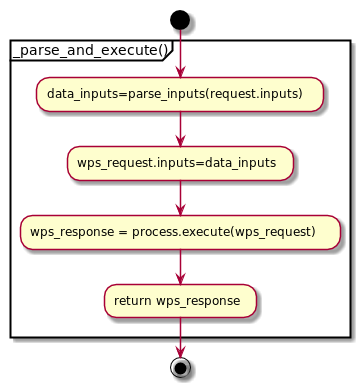 _parse_and_execute()
data_inputs=parse_inputs(request.inputs)
wps_request.inputs=data_inputs
wps_response = process.execute(wps_request)
return wps_response